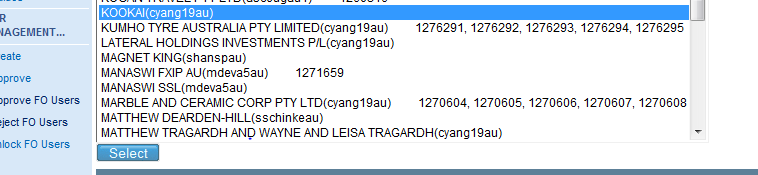 R
NAGEMENT...
eate
pprove
pprove FO Users
eject FO Users
nlock FO Users
KOOKAI(cyang19au)
KUMHO TYRE AUSTRALIA PTY LIMITED(cyang19au) 1276291, 1276292, 1276293, 1276294, 1276295
LATERAL HOLDINGS INVESTMENTS P/L(cyang19au)
MAGNET KING(shanspau)
MANASWI FXIP AU(mdeva5au) 1271659
MANASWI SSL(mdeva5au)
MARBLE AND CERAMIC CORP PTY LTD(cyang19au) 1270604, 1270605, 1270606, 1270607, 1270608
MATTHEW DEARDEN-HILL(sschinkeau)
MATTHEW TRAGARDH AND WAYNE AND LEISA TRAGARDH(cyang19au)
Select